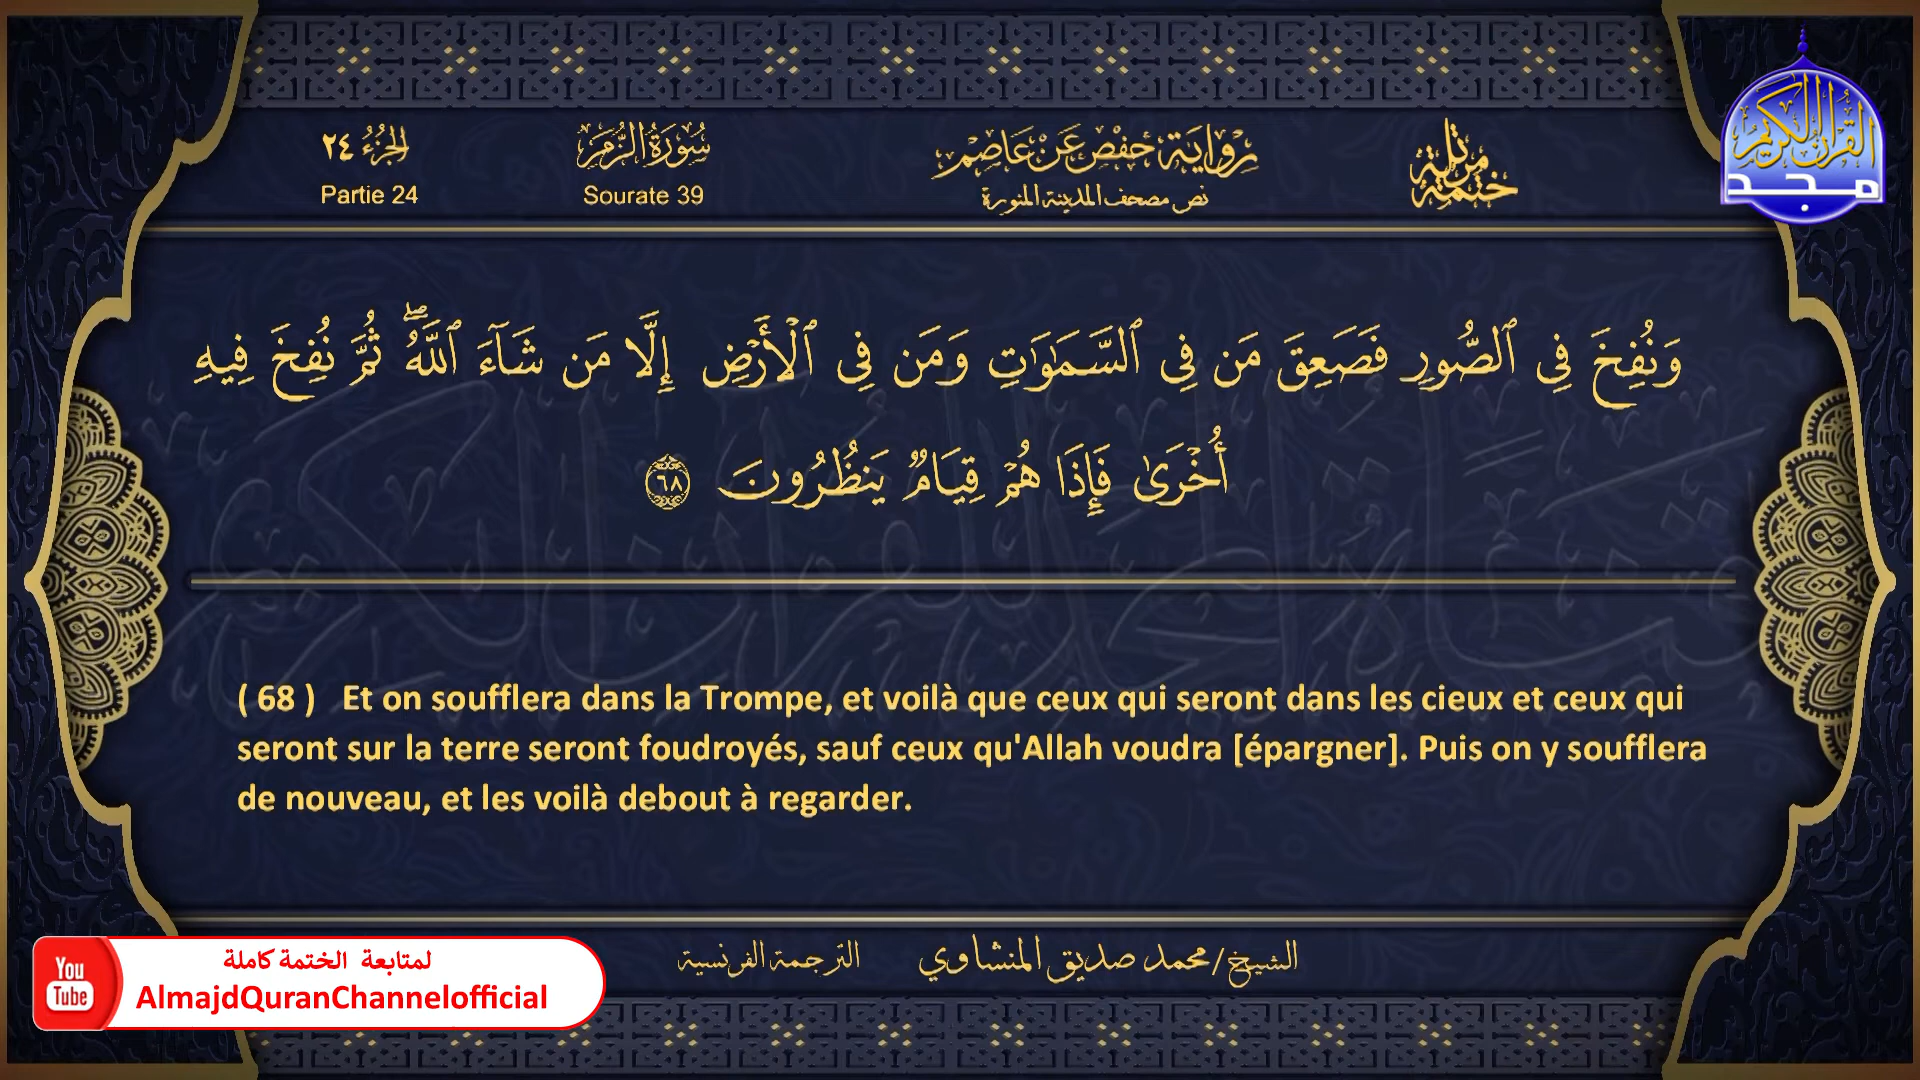 الجزء ٢٤
Partie 24
سورة الزمر
Sourate 39
رواية حفص عن عاصم
نص مصحف المدينة المنورة
ختمة مرتلة
القرآن الكريم
مجد
وَنُفِخَ فِى ٱلصُّورِ فَصَعِقَ مَن فِى ٱلسَّمَـٰوَٰتِ وَمَن فِى ٱلْأَرْضِ إِلَّا مَن شَآءَ ٱللَّهُ ۖ ثُمَّ نُفِخَ فِيهِ
أُخْرَىٰ فَإِذَا هُمْ قِيَامٌ يَنظُرُونَ ٦٨
( 68 ) Et on soufflera dans la Trompe, et voilà que ceux qui seront dans les cieux et ceux qui
seront sur la terre seront foudroyés, sauf ceux qu'Allah voudra [épargner]. Puis on y soufflera
de nouveau, et les voilà debout à regarder.
الشيخ/محمد صديق المنشاوي
الترجمة الفرنسية
You
Tube
لمتابعة الختمة كاملة
AlmajdQuranChannelofficial